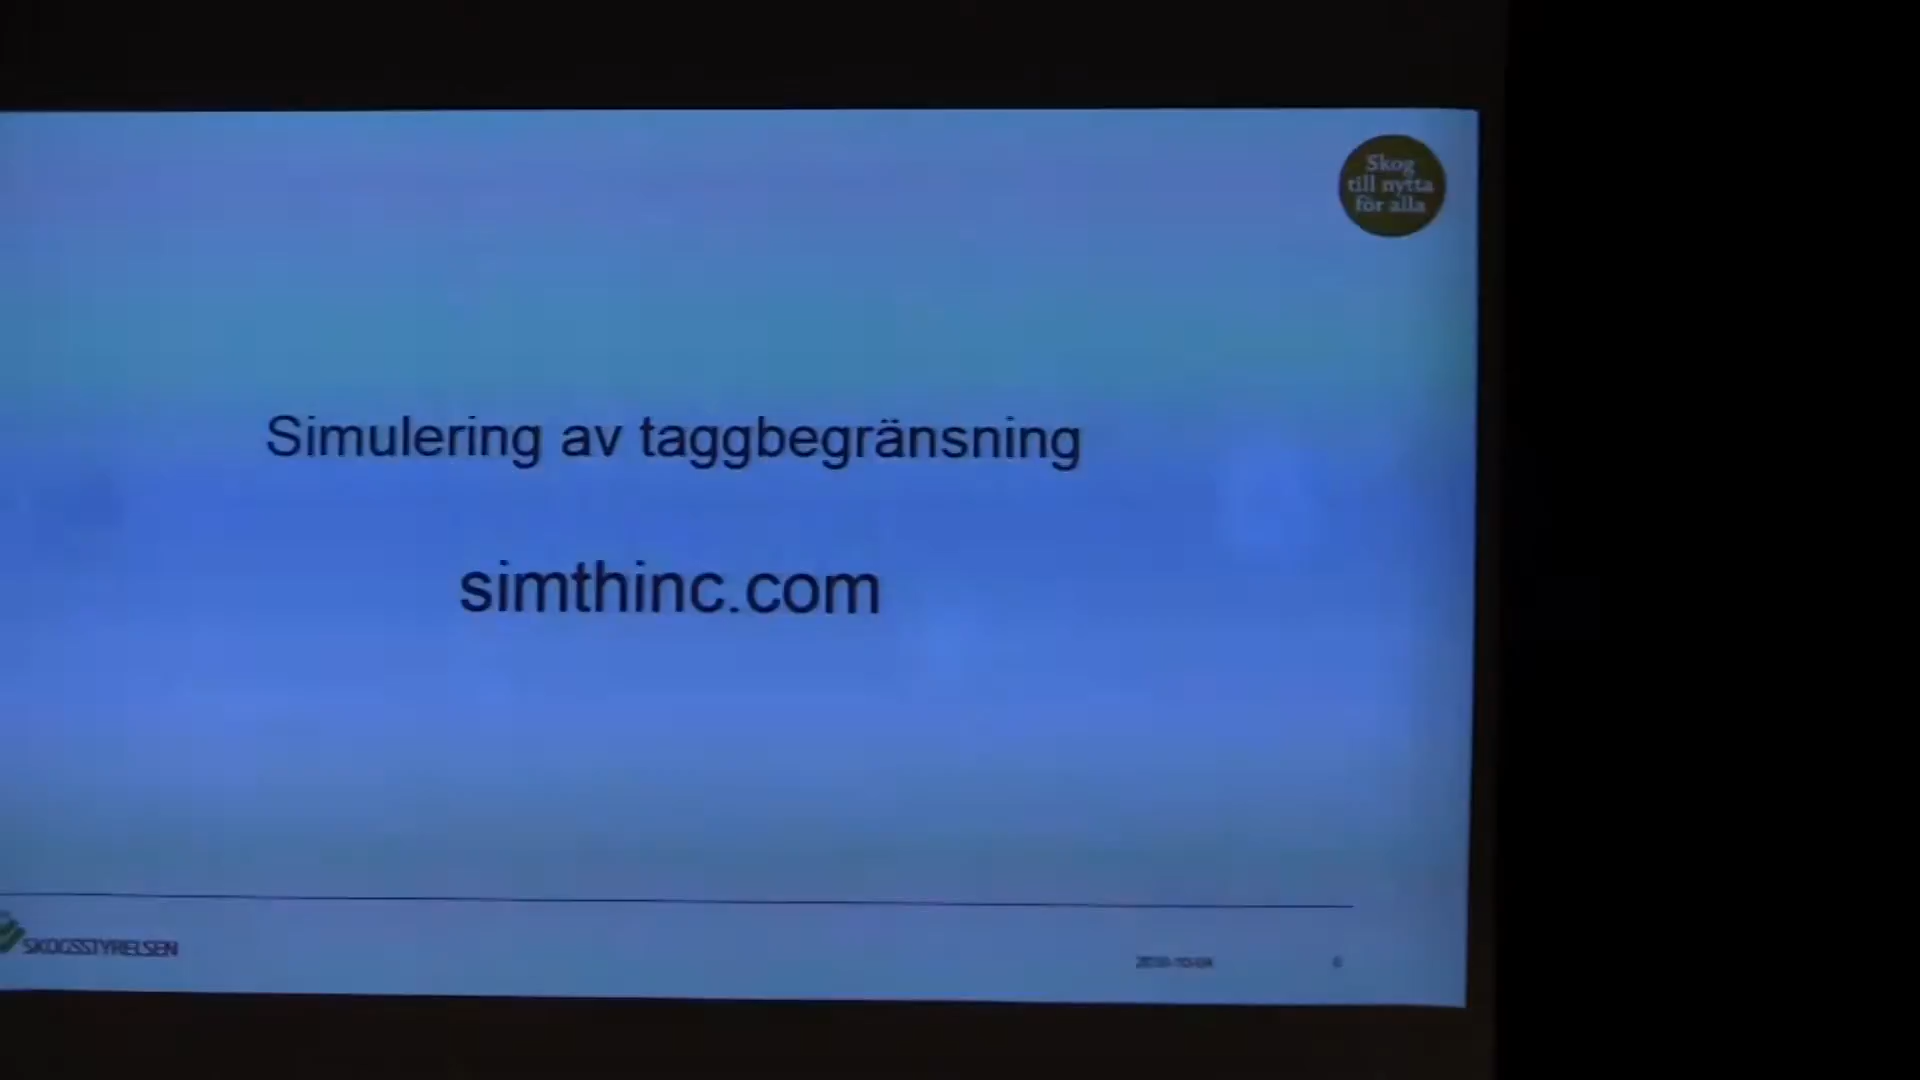 Skog
till nytta
för alla
Simulering av taggbegränsning
simthinc.com
SKOGSSTYRELSEN